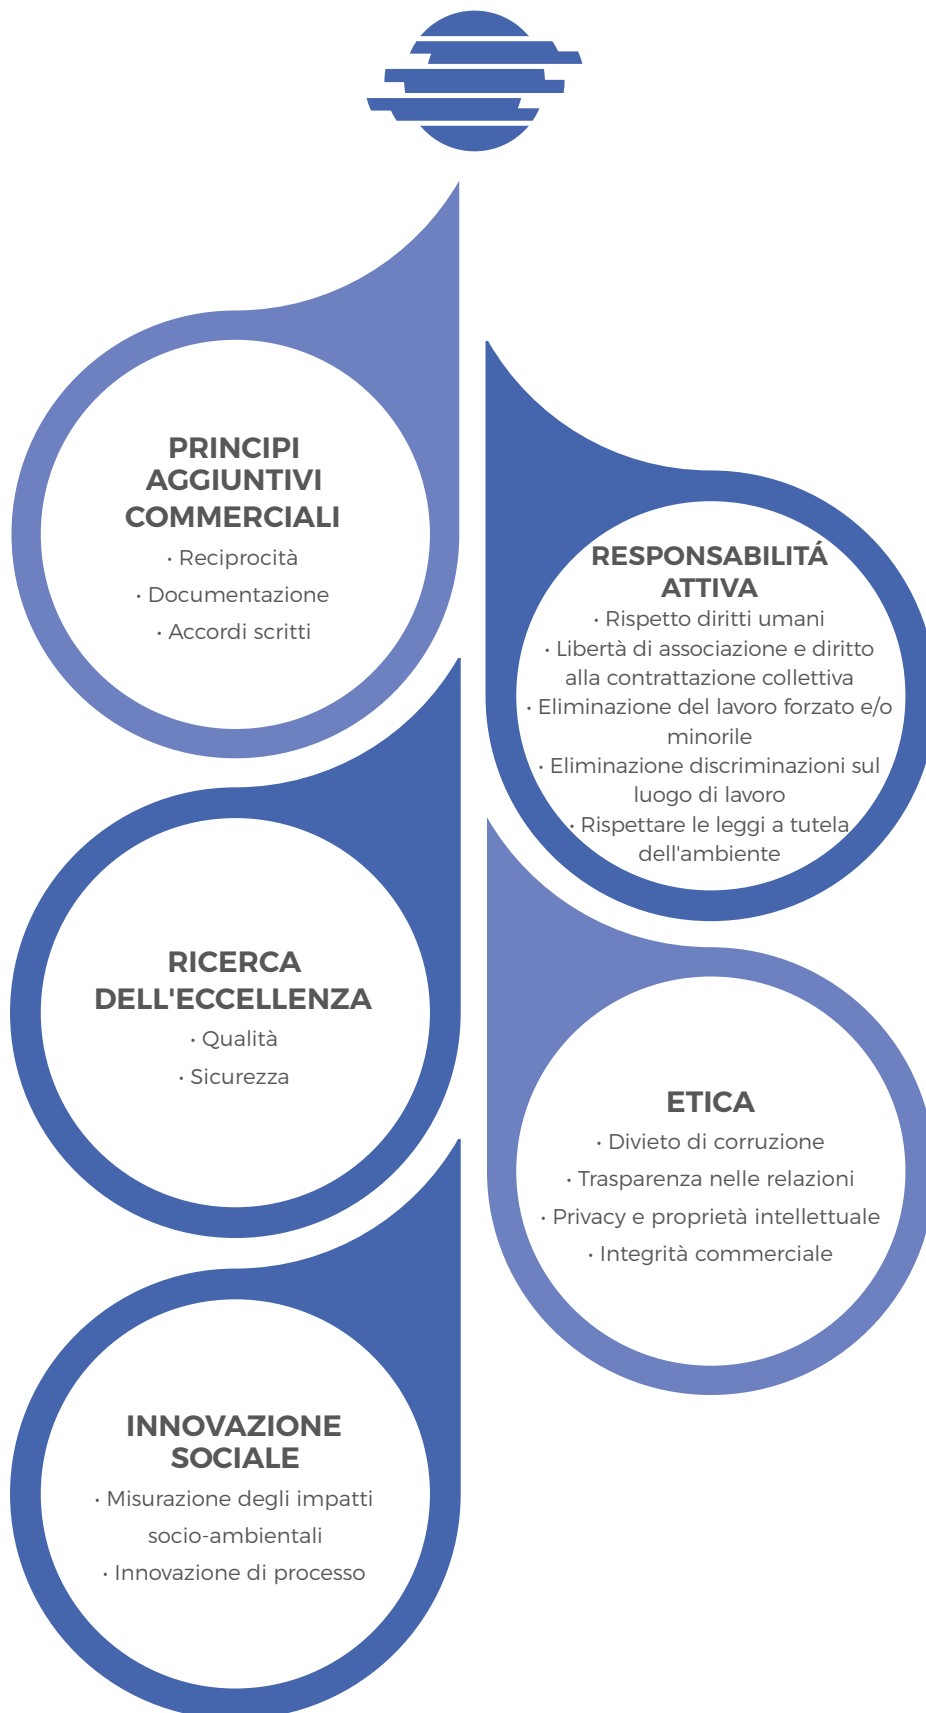 PRINCIPI
AGGIUNTIVI
COMMERCIALI
· Reciprocità
· Documentazione
· Accordi scritti
RESPONSABILITÁ
ATTIVA
· Rispetto diritti umani
· Libertà di associazione e diritto
alla contrattazione collettiva
· Eliminazione del lavoro forzato e/o
minorile
· Eliminazione discriminazioni sul
luogo di lavoro
· Rispettare le leggi a tutela
dell'ambiente
RICERCA
DELL'ECCELLENZA
· Qualità
· Sicurezza
ETICA
· Divieto di corruzione
· Trasparenza nelle relazioni
· Privacy e proprietà intellettuale
· Integrità commerciale
INNOVAZIONE
SOCIALE
· Misurazione degli impatti
socio-ambientali
· Innovazione di processo